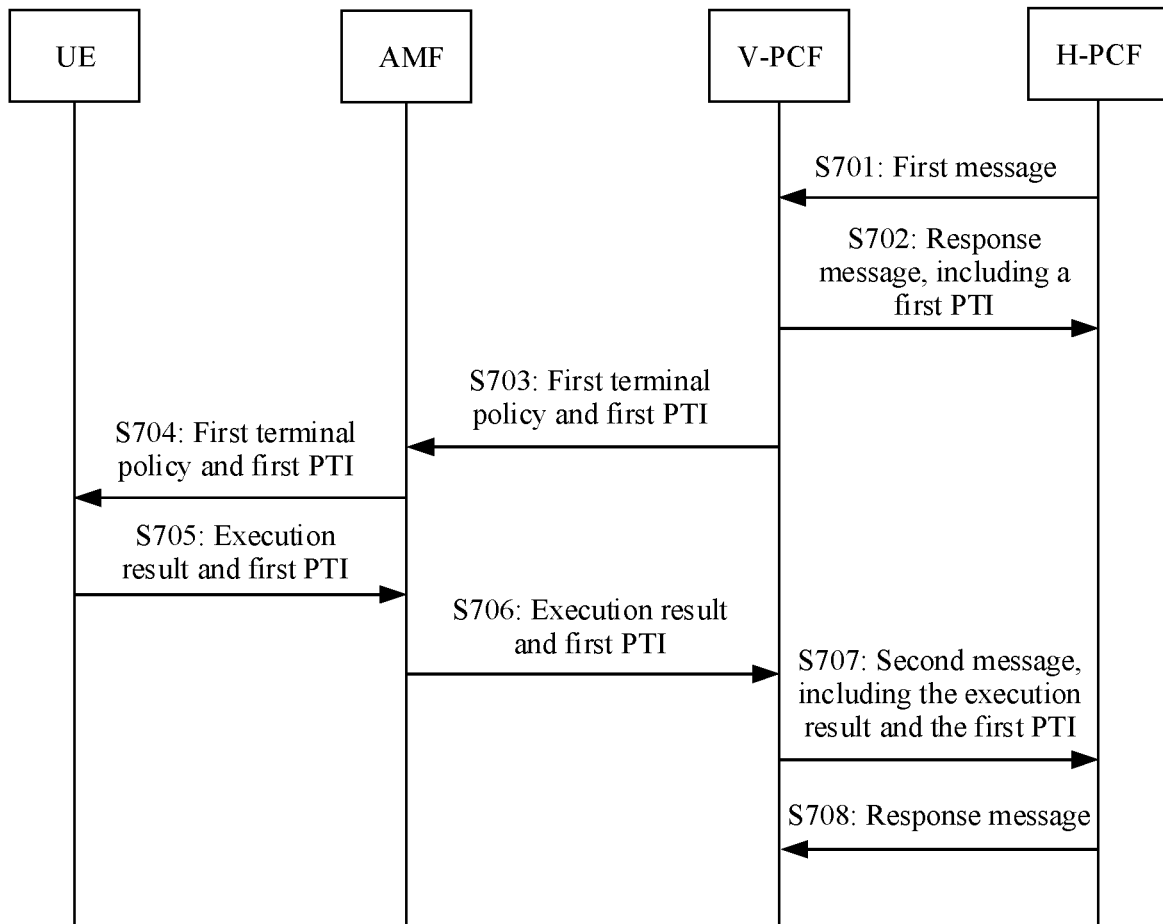 UE
AMF
V-PCF
H-PCF
S701: First message
S702: Response
message, including a
first PTI
S703: First terminal
policy and first PTI
S704: First terminal
policy and first PTI
S705: Execution
result and first PTI
S706: Execution result
and first PTI
S707: Second message,
including the execution
result and the first PTI
S708: Response message